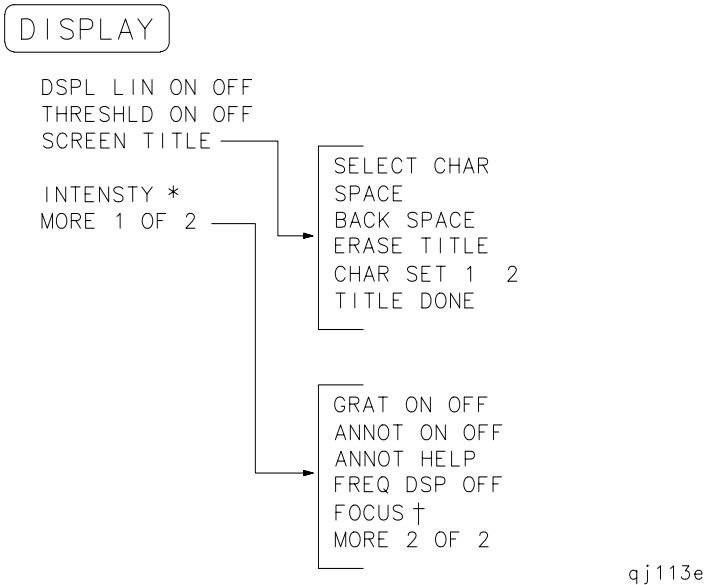 DISPLAY
DSPL LIN ON OFF
THRESHLD ON OFF
SCREEN TITLE
INTENSTY *
MORE 1 OF 2
SELECT CHAR
SPACE
BACK SPACE
ERASE TITLE
CHAR SET 1 2
TITLE DONE
GRAT ON OFF
ANNOT ON OFF
ANNOT HELP
FREQ DSP OFF
FOCUS †
MORE 2 OF 2
qj113e